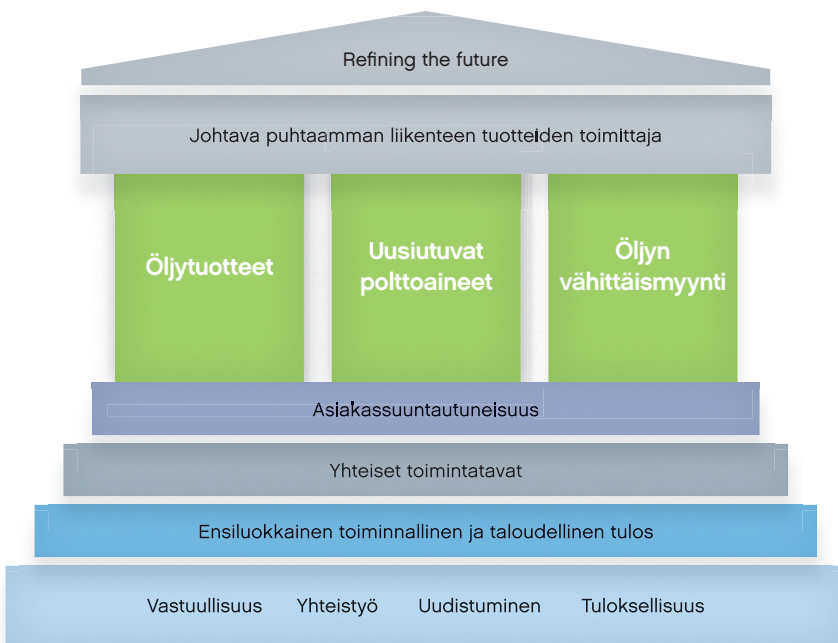 Refining the future
Johtava puhtaamman liikenteen tuotteiden toimittaja
Öljytuotteet
Uusiutuvat
polttoaineet
Öljyn
vähittäismyynti
Asiakassuuntautuneisuus
Yhteiset toimintatavat
Ensiluokkainen toiminnallinen ja taloudellinen tulos
Vastuullisuus Yhteistyö Uudistuminen Tuloksellisuus